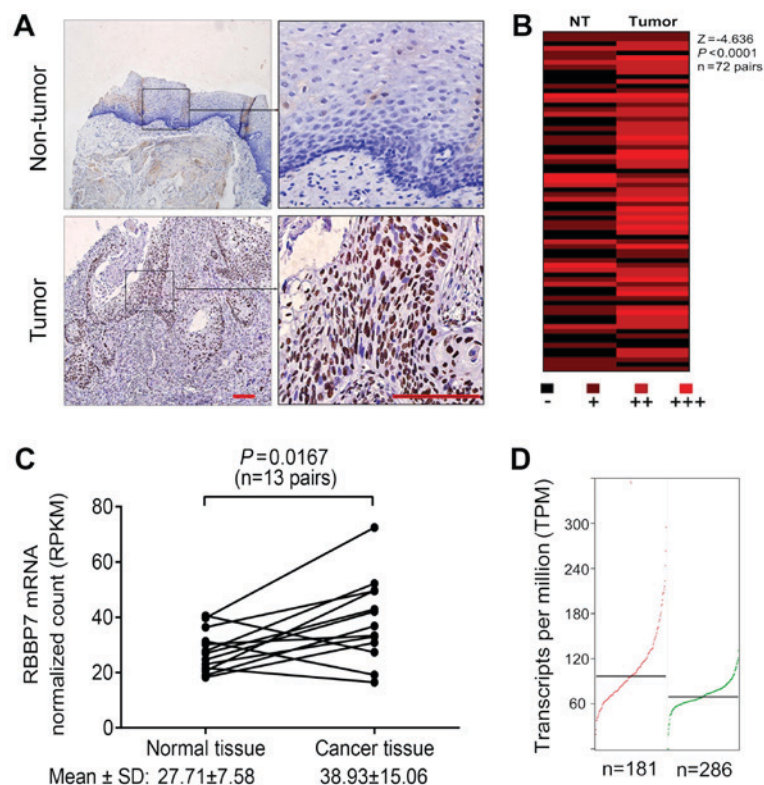 A
Non-tumor
Tumor
B
NT Tumor
Z=-4.636
P<0.0001
n=72 pairs
- + ++ +++
C
P=0.0167
(n=13 pairs)
RBBP7 mRNA
normalized count (RPKM)
80
60
40
20
0
Normal tissue Cancer tissue
Mean ± SD: 27.71±7.58 38.93±15.06
D
Transcripts per million (TPM)
300
240
180
120
60
n=181 n=286